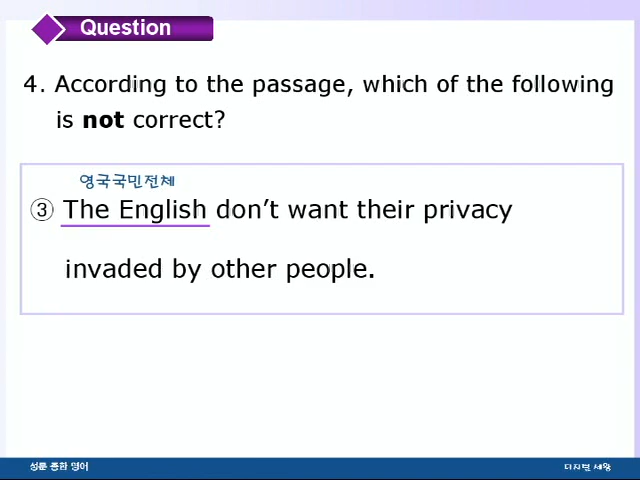 Question
4. According to the passage, which of the following
is not correct?
영국국민전체
③ The English don't want their privacy
invaded by other people.
성문 종합 영어
디지털 세왕